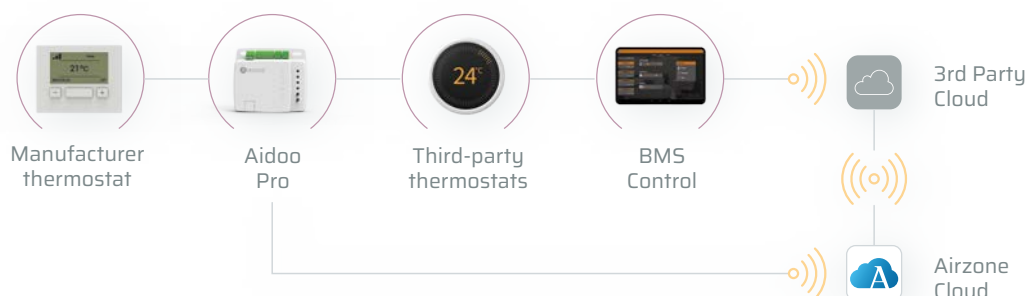 21°C
24°C
Manufacturer
thermostat
Aidoo
Pro
Third-party
thermostats
BMS
Control
3rd Party
Cloud
Airzone
Cloud